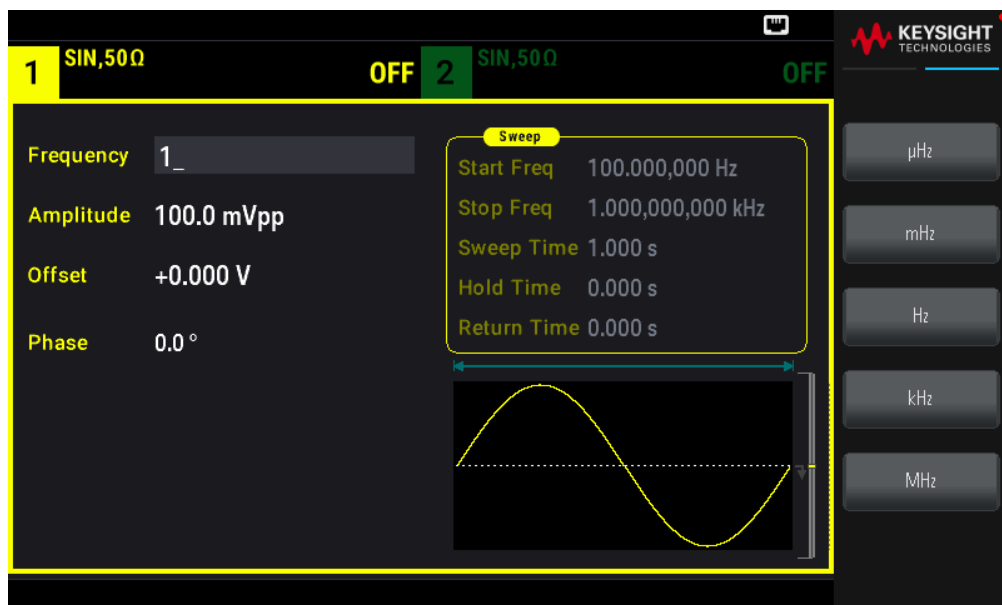 KEYSIGHT
TECHNOLOGIES
1 SIN,50Ω OFF
2 SIN,50Ω OFF
Frequency 1_
Amplitude 100.0 mVpp
Offset +0.000 V
Phase 0.0 °
Sweep
Start Freq 100.000,000 Hz
Stop Freq 1.000,000,000 kHz
Sweep Time 1.000 s
Hold Time 0.000 s
Return Time 0.000 s
µHz
mHz
Hz
kHz
MHz